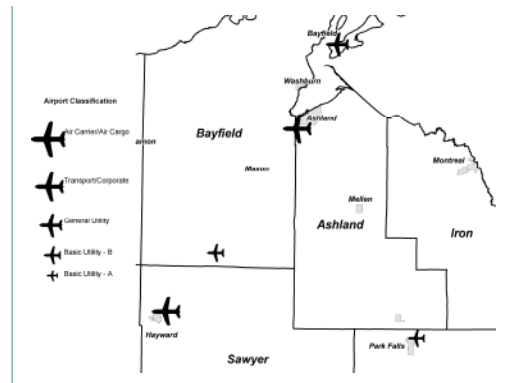 Bayfield
Washburn
Airport Classification
Ashland
Air Carrier/Air Cargo
Bayfield
Montreal
Mason
Transport/Corporate
Mellen
General Utility
Ashland
Iron
Basic Utility - B
Basic Utility - A
Hayward
Park Falls
Sawyer